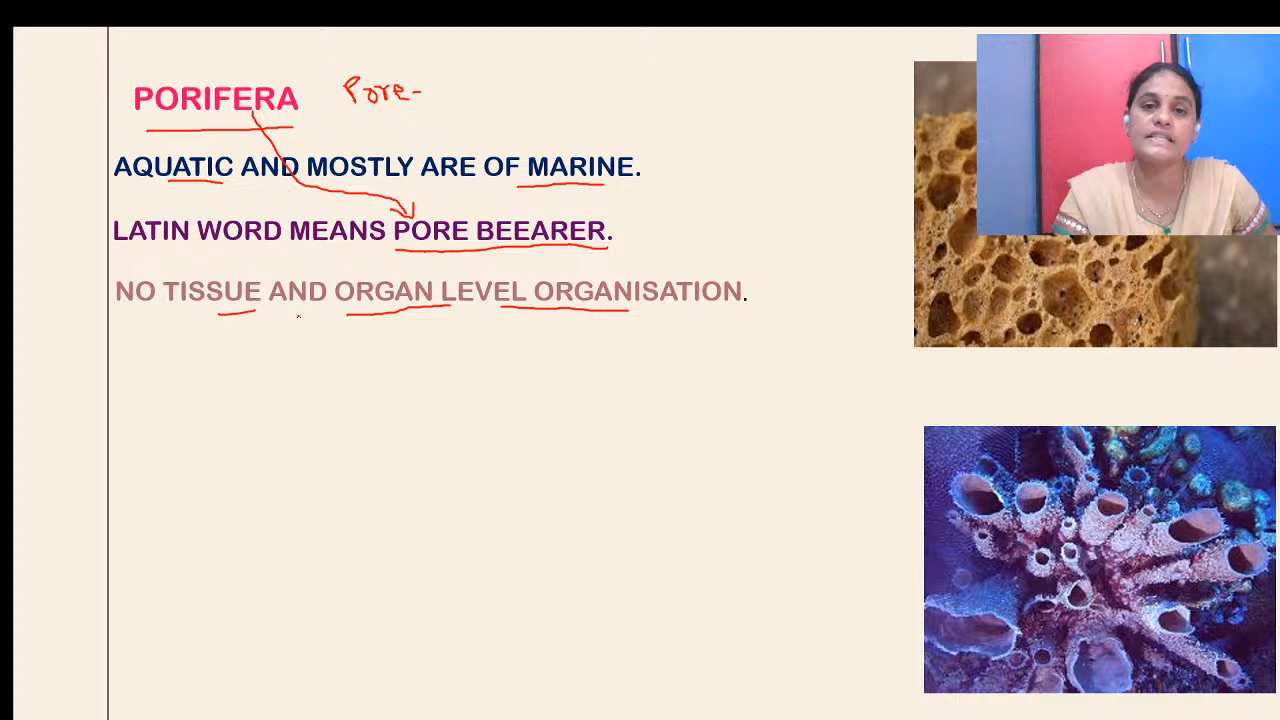 PORIFERA Pore-
AQUATIC AND MOSTLY ARE OF MARINE.
LATIN WORD MEANS PORE BEEARER.
NO TISSUE AND ORGAN LEVEL ORGANISATION.